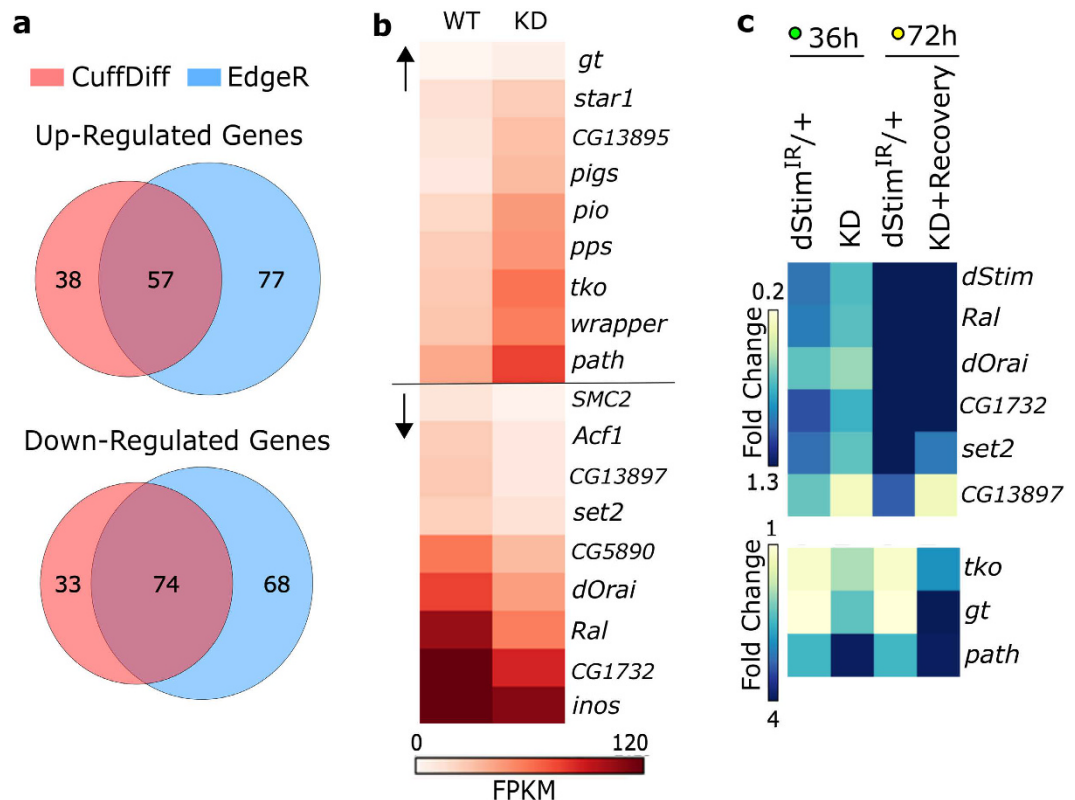 a
CuffDiff EdgeR
Up-Regulated Genes
38 57 77
Down-Regulated Genes
33 74 68
b
WT KD
gt
star1
CG13895
pigs
pio
pps
tko
wrapper
path
SMC2
Acf1
CG13897
set2
CG5890
dOrai
Ral
CG1732
inos
0 120
FPKM
c
36h 72h
dStim^IR/+
KD
dStim^IR/+
KD+Recovery
0.2
Fold Change
1.3
dStim
Ral
dOrai
CG1732
set2
CG13897
1
Fold Change
4
tko
gt
path